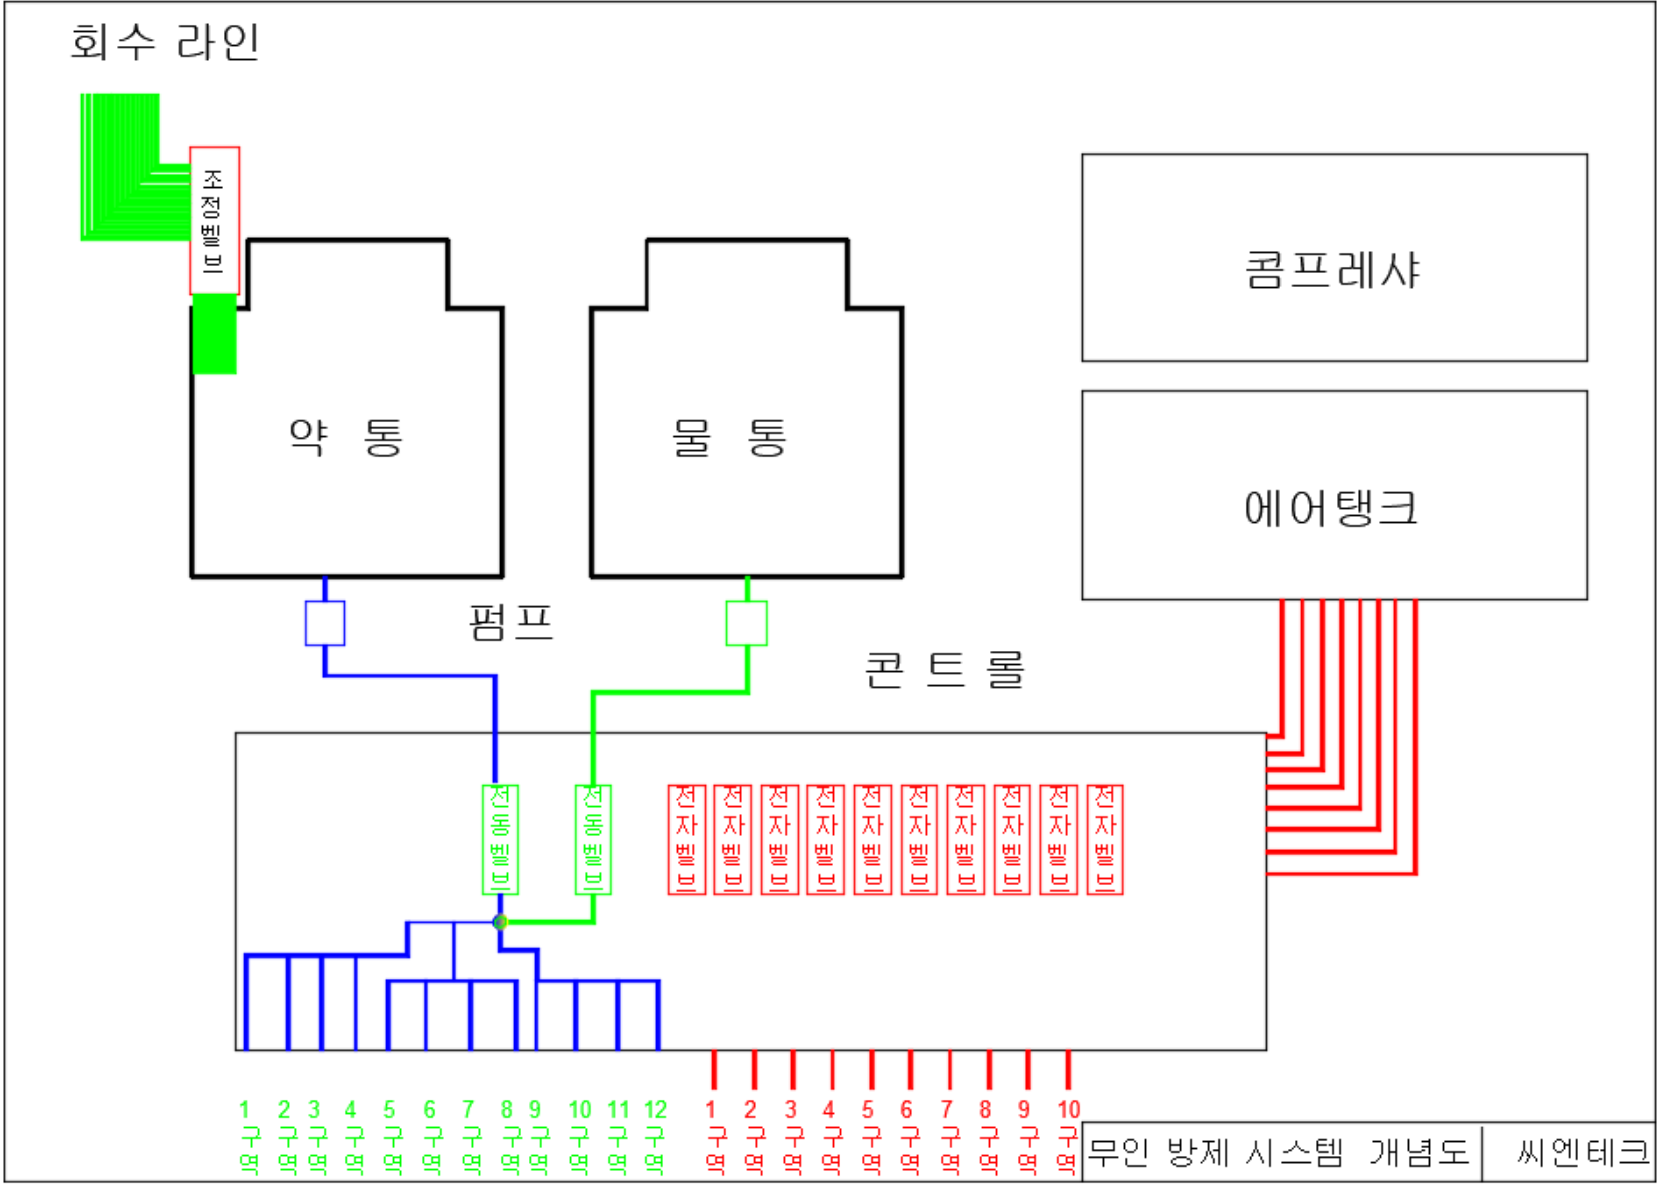 회수 라인
조정벨브
콤프레샤
약 통
물 통
에어탱크
펌프
콘트롤
전동벨브
전동벨브
전자벨브
전자벨브
전자벨브
전자벨브
전자벨브
전자벨브
전자벨브
전자벨브
전자벨브
전자벨브
1구역
2구역
3구역
4구역
5구역
6구역
7구역
8구역
9구역
10구역
11구역
12구역
1구역
2구역
3구역
4구역
5구역
6구역
7구역
8구역
9구역
10구역
무인 방제 시스템 개념도
씨엔테크